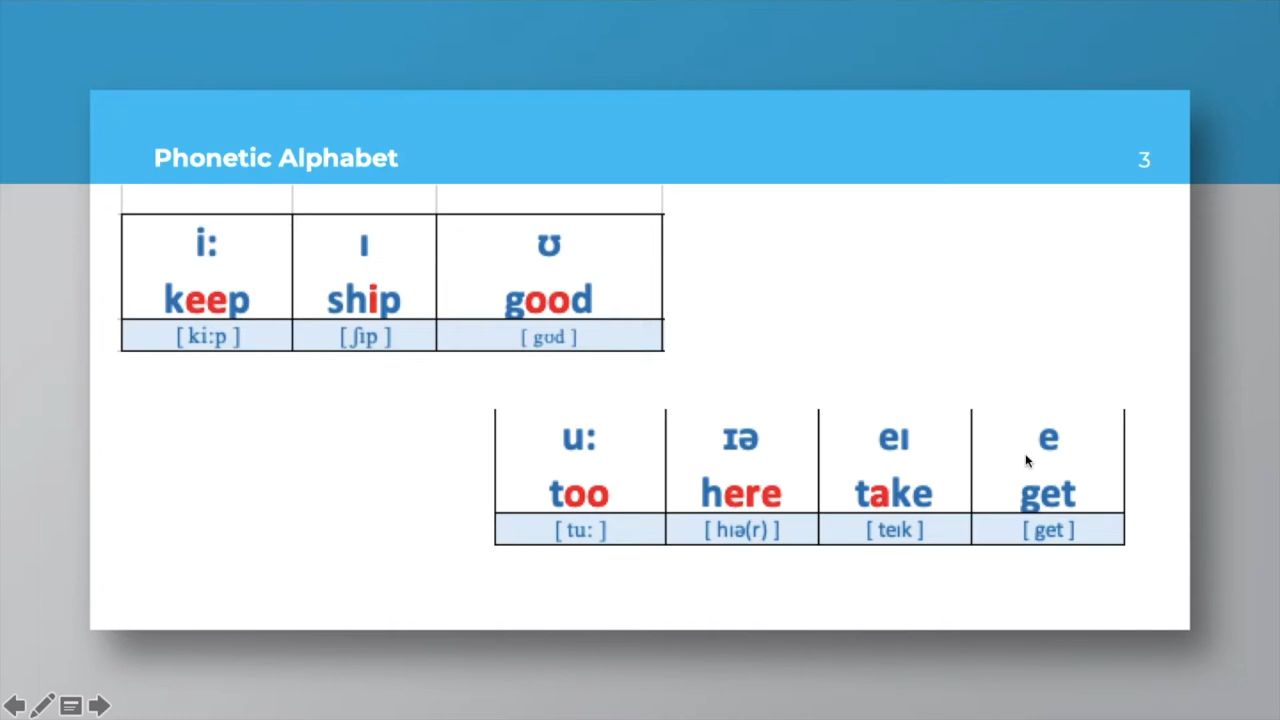 Phonetic Alphabet
3
i: ɪ ʊ
keep ship good
[ ki:p ] [ ʃɪp ] [ gʊd ]
u: ɪə eɪ e
too here take get
[ tu: ] [ hɪə(r) ] [ teɪk ] [ get ]